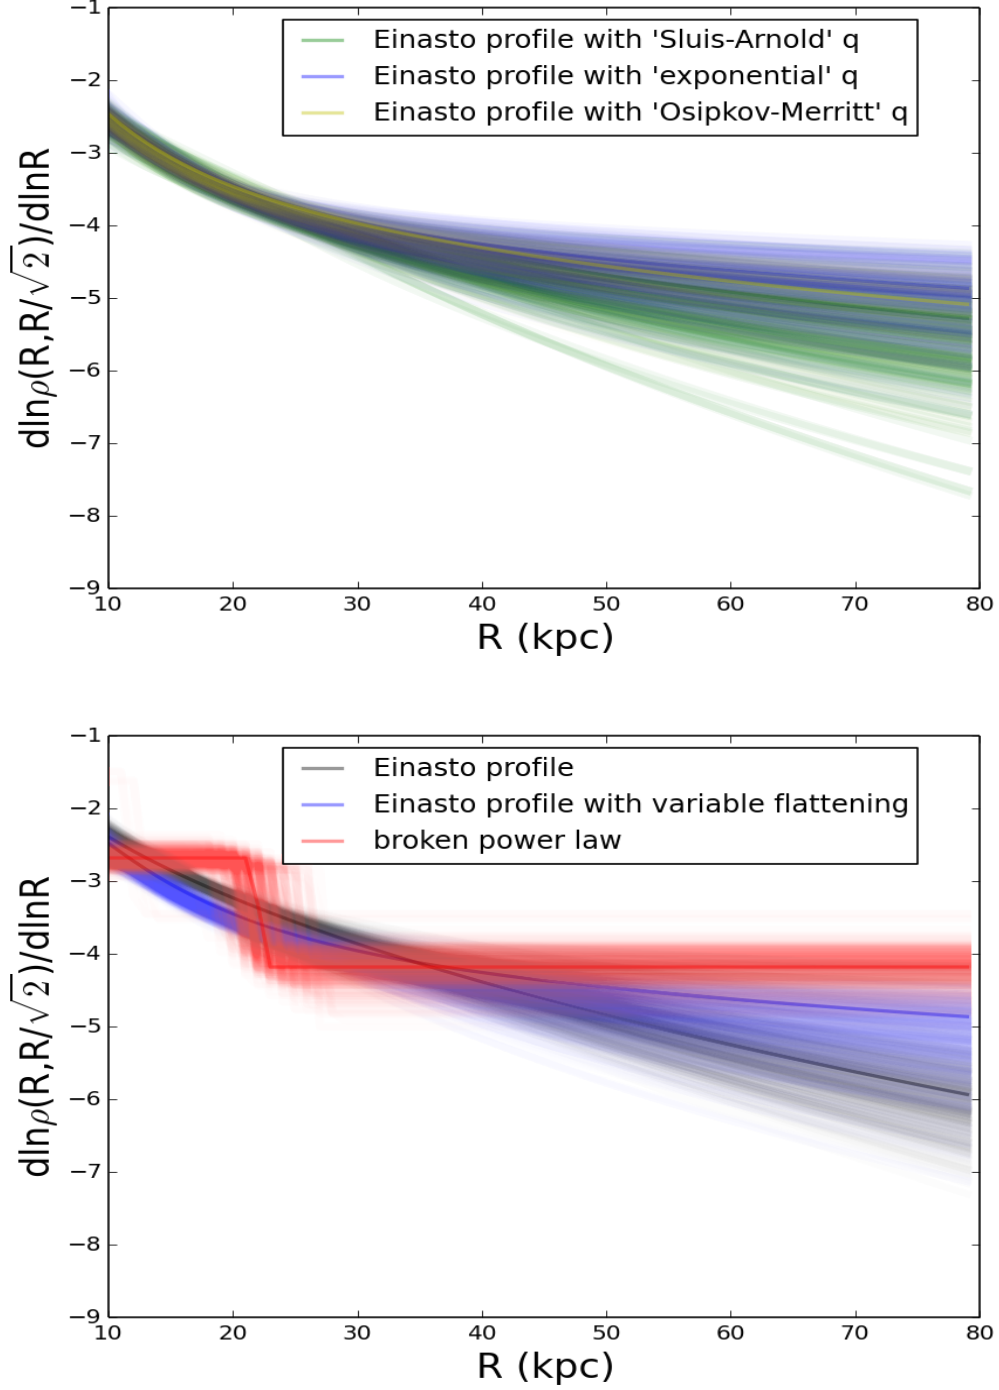 −1
−2
−3
−4
−5
−6
−7
−8
−9
dlnρ(R,R/√2)/dlnR
Einasto profile with 'Sluis-Arnold' q
Einasto profile with 'exponential' q
Einasto profile with 'Osipkov-Merritt' q
10 20 30 40 50 60 70 80
R (kpc)
−1
−2
−3
−4
−5
−6
−7
−8
−9
dlnρ(R,R/√2)/dlnR
Einasto profile
Einasto profile with variable flattening
broken power law
10 20 30 40 50 60 70 80
R (kpc)